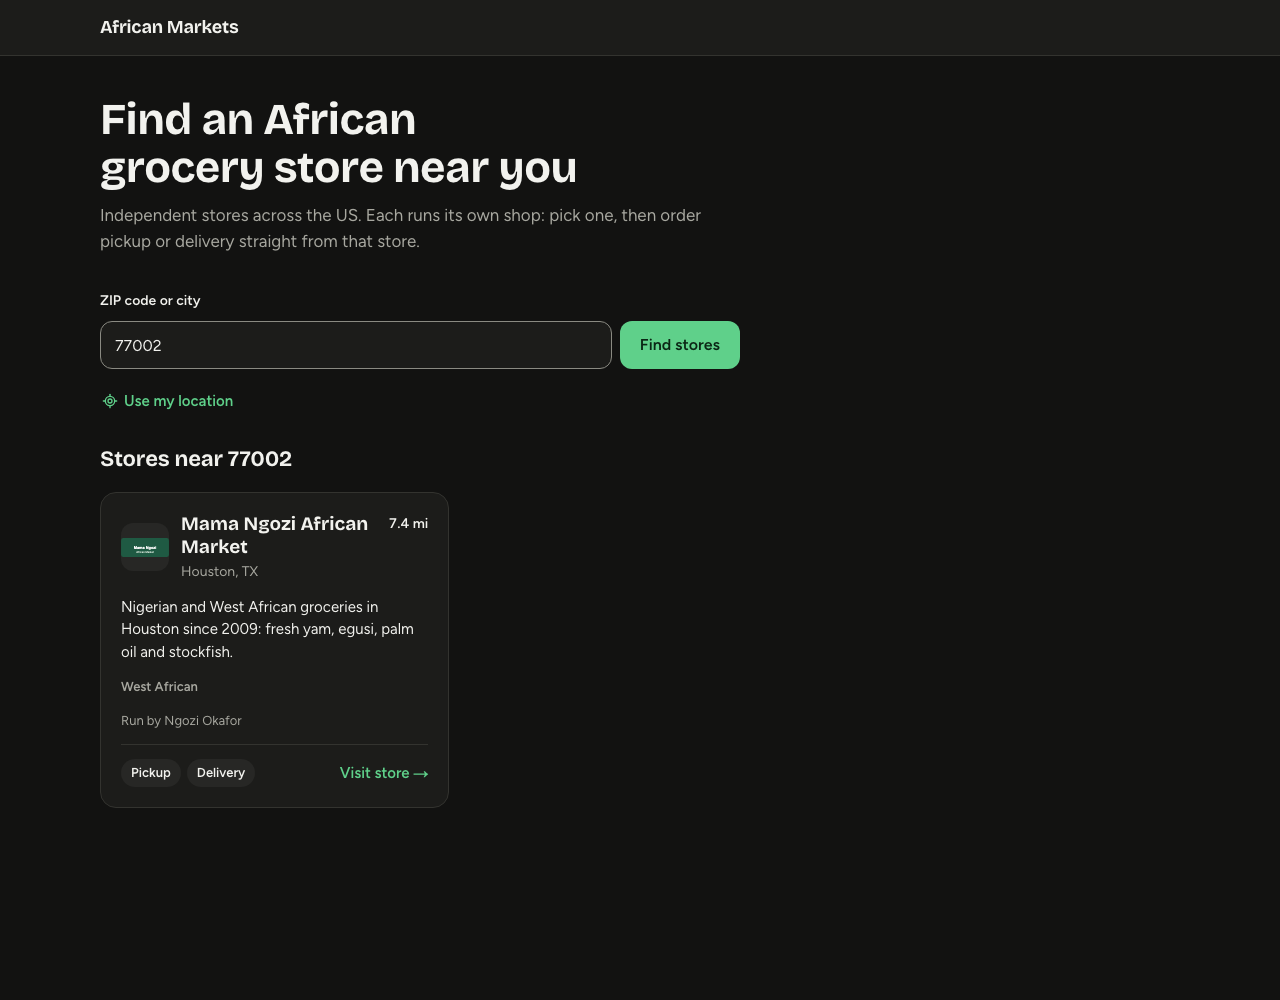 African Markets
Find an African
grocery store near you
Independent stores across the US. Each runs its own shop: pick one, then order
pickup or delivery straight from that store.
ZIP code or city
77002
Find stores
Use my location
Stores near 77002
Mama Ngozi
African Market
Mama Ngozi African
Market
7.4 mi
Houston, TX
Nigerian and West African groceries in
Houston since 2009: fresh yam, egusi, palm
oil and stockfish.
West African
Run by Ngozi Okafor
Pickup
Delivery
Visit store →